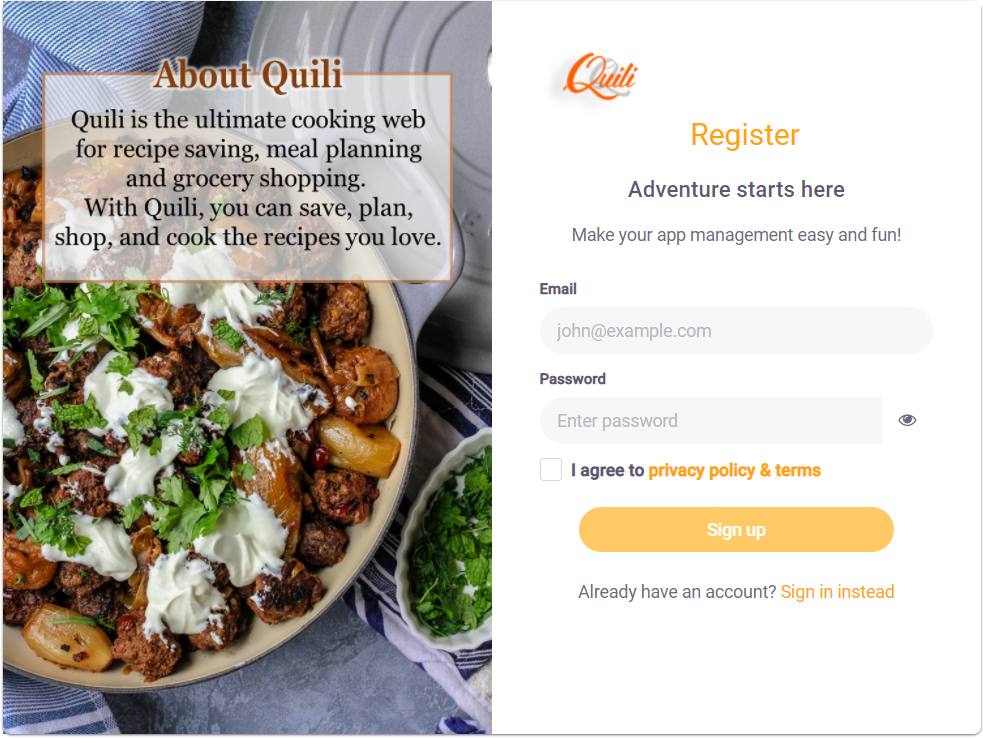 About Quili
Quili is the ultimate cooking web
for recipe saving, meal planning
and grocery shopping.
With Quili, you can save, plan,
shop, and cook the recipes you love.
Quili
Register
Adventure starts here
Make your app management easy and fun!
Email
john@example.com
Password
Enter password
I agree to privacy policy & terms
Sign up
Already have an account? Sign in instead